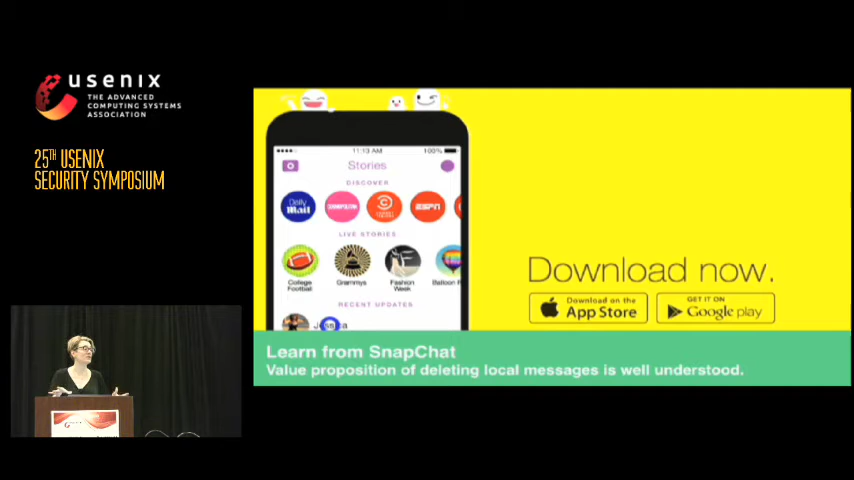 usenix
THE ADVANCED
COMPUTING SYSTEMS
ASSOCIATION
25TH USENIX
SECURITY SYMPOSIUM
11:13 AM
100%
Stories
DISCOVER
Daily
Mail
COSMOPOLITAN
ESPN
LIVE STORIES
College
Football
Grammys
Fashion
Week
RECENT UPDATES
Jessica
Download now.
Download on the
App Store
GET IT ON
Google play
Learn from SnapChat
Value proposition of deleting local messages is well understood.